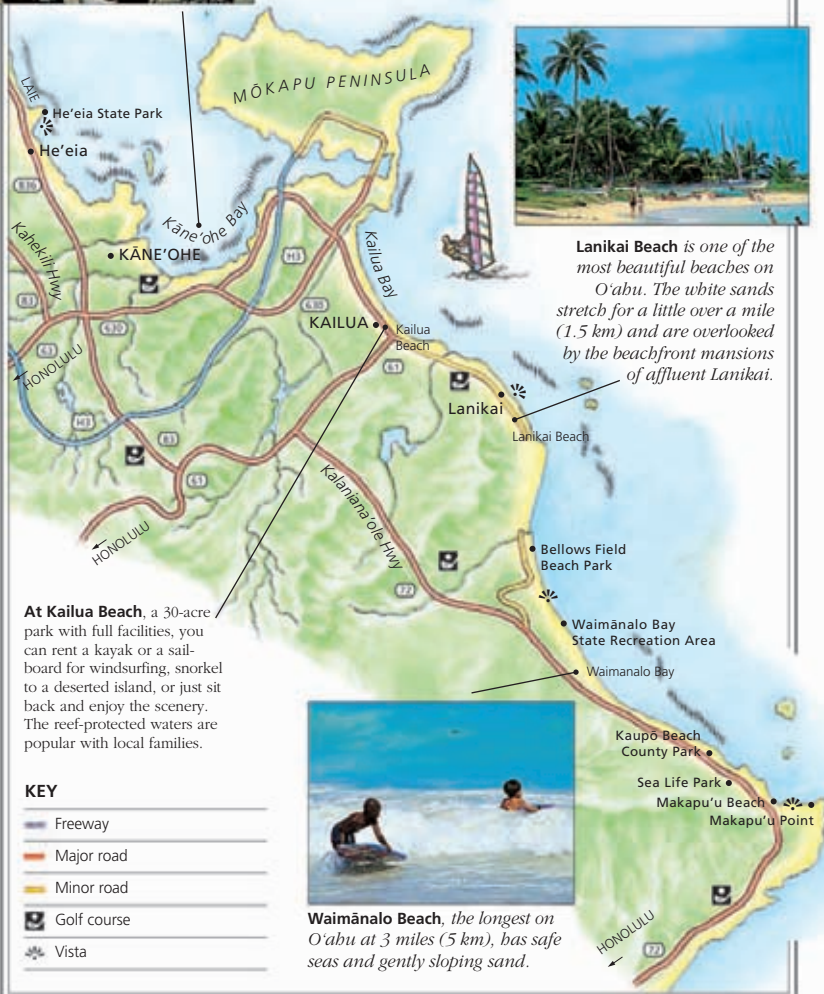 MŌKAPU PENINSULA
LAIE
He'eia State Park
He'eia
836
Kāne'ohe Bay
Kahekili Hwy
KĀNE'OHE
H3
Kailua Bay
83
630
63B
KAILUA
Kailua
Beach
63
HONOLULU
61
Lanikai
Lanikai Beach
H3
83
61
HONOLULU
Kalaniana'ole Hwy
72
Lanikai Beach is one of the
most beautiful beaches on
O'ahu. The white sands
stretch for a little over a mile
(1.5 km) and are overlooked
by the beachfront mansions
of affluent Lanikai.
Bellows Field
Beach Park
Waimānalo Bay
State Recreation Area
Waimanalo Bay
At Kailua Beach, a 30-acre
park with full facilities, you
can rent a kayak or a sail-
board for windsurfing, snorkel
to a deserted island, or just sit
back and enjoy the scenery.
The reef-protected waters are
popular with local families.
Kaupō Beach
County Park
Sea Life Park
Makapu'u Beach
Makapu'u Point
KEY
Freeway
Major road
Minor road
Golf course
Vista
Waimānalo Beach, the longest on
O'ahu at 3 miles (5 km), has safe
seas and gently sloping sand.
HONOLULU
72